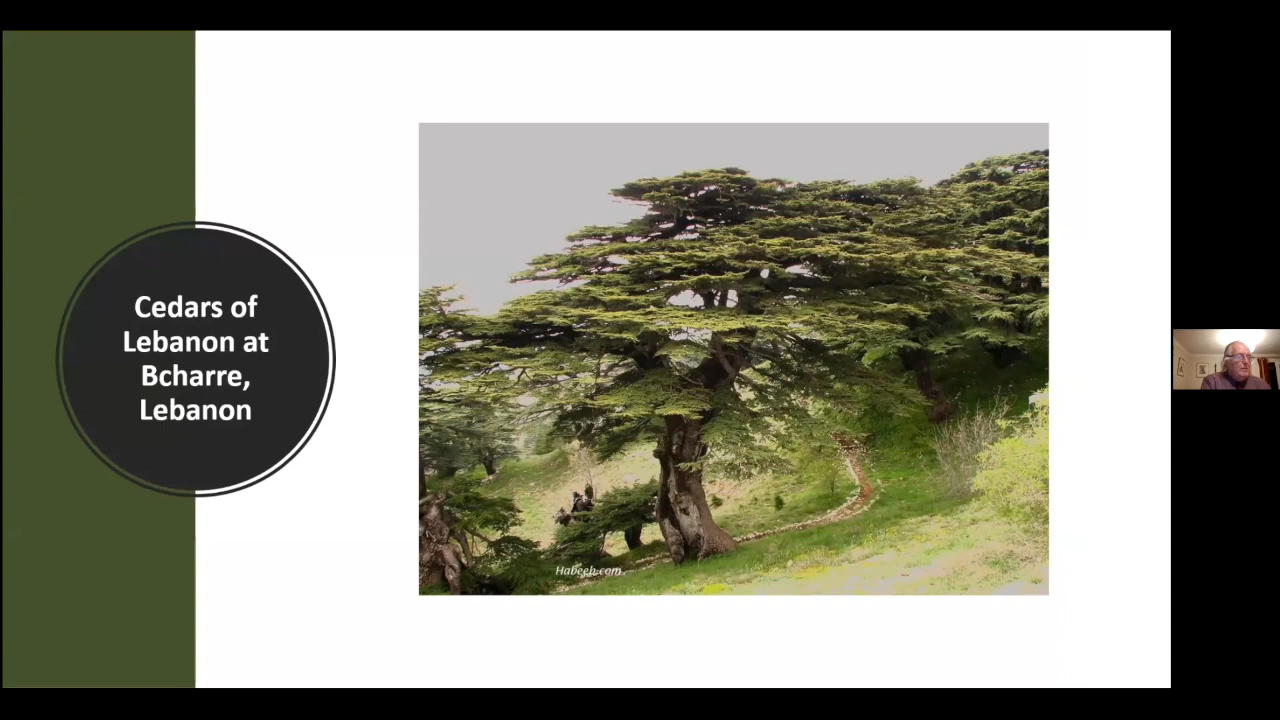 Cedars of
Lebanon at
Bcharre,
Lebanon
Habeeb.com